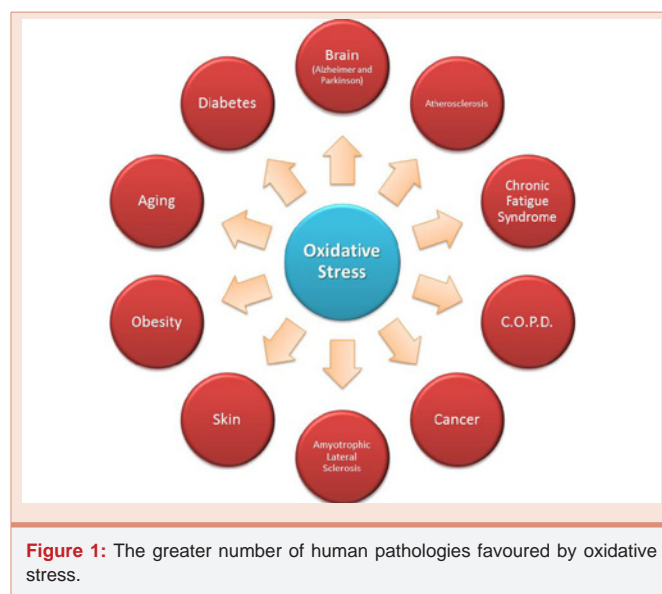 Brain
(Alzheimer and
Parkinson)
Atherosclerosis
Chronic
Fatigue
Syndrome
C.O.P.D.
Cancer
Amyotrophic
Lateral
Sclerosis
Skin
Obesity
Aging
Diabetes
Oxidative
Stress
Figure 1: The greater number of human pathologies favoured by oxidative
stress.